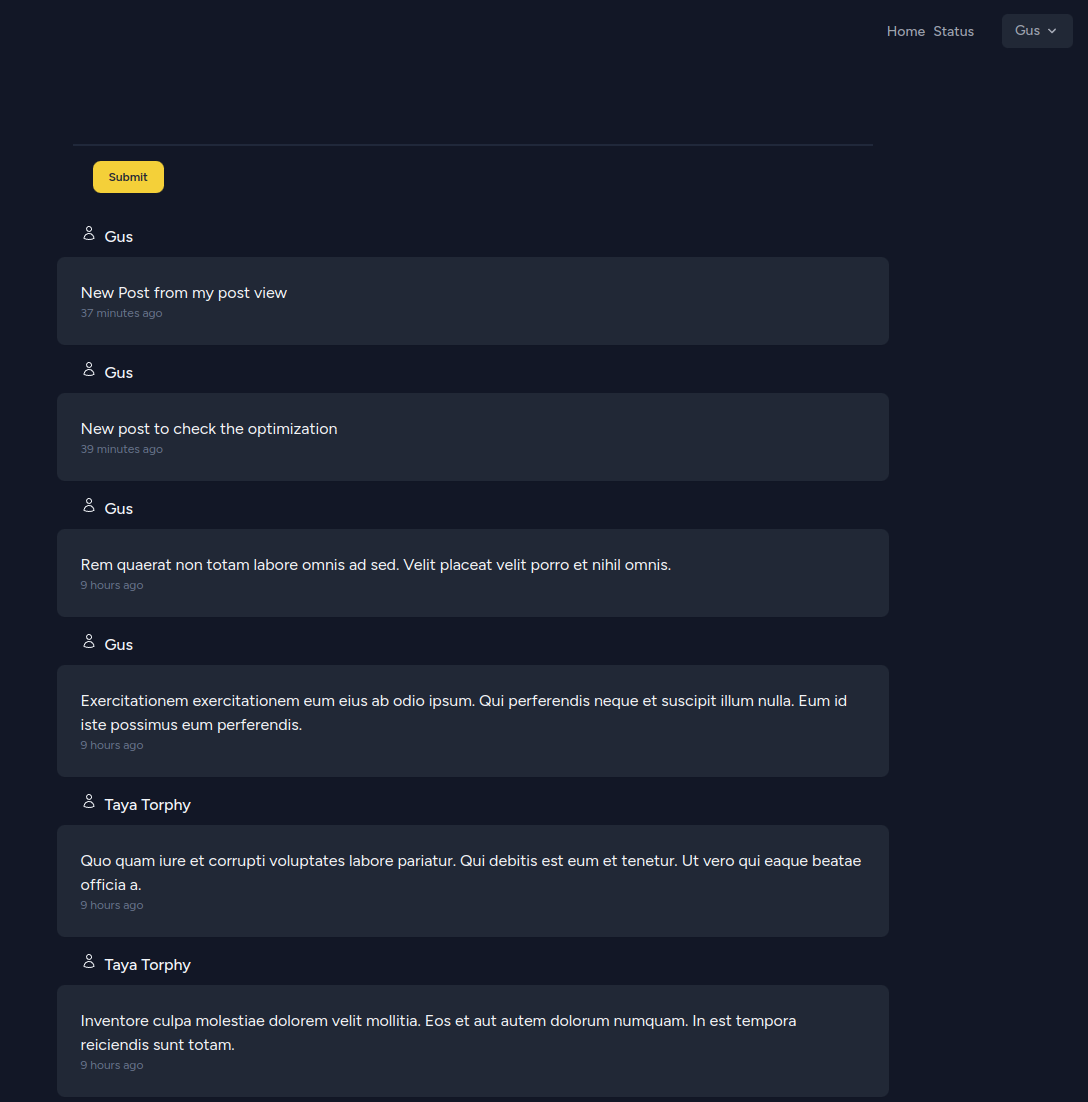 Home Status Gus
Submit
Gus
New Post from my post view
37 minutes ago
Gus
New post to check the optimization
39 minutes ago
Gus
Rem quaerat non totam labore omnis ad sed. Velit placeat velit porro et nihil omnis.
9 hours ago
Gus
Exercitationem exercitationem eum eius ab odio ipsum. Qui perferendis neque et suscipit illum nulla. Eum id
iste possimus eum perferendis.
9 hours ago
Taya Torphy
Quo quam iure et corrupti voluptates labore pariatur. Qui debitis est eum et tenetur. Ut vero qui eaque beatae
officia a.
9 hours ago
Taya Torphy
Inventore culpa molestiae dolorem velit mollitia. Eos et aut autem dolorum numquam. In est tempora
reiciendis sunt totam.
9 hours ago